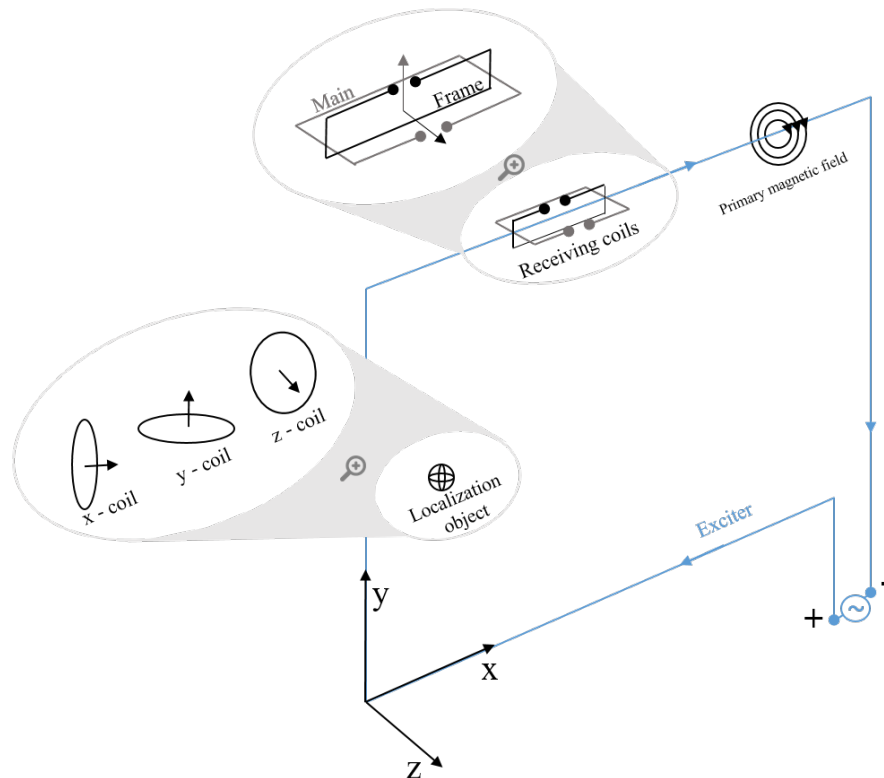 Main
Frame
Primary magnetic field
Receiving coils
x - coil
y - coil
z - coil
Localization
object
Exciter
y
x
z
+
-
~